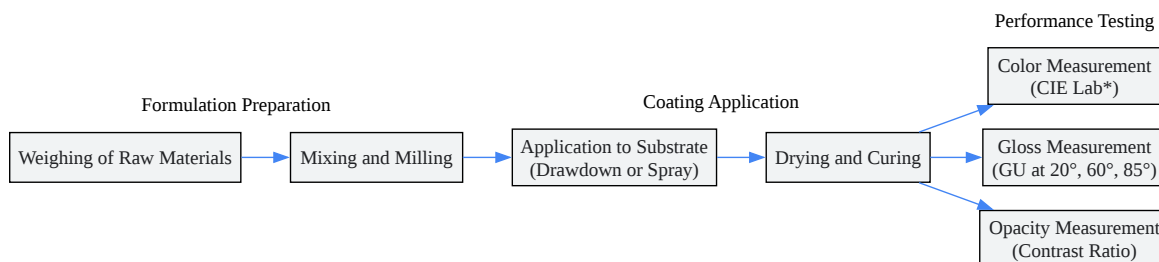 Formulation Preparation
Weighing of Raw Materials
Mixing and Milling
Coating Application
Application to Substrate
(Drawdown or Spray)
Drying and Curing
Performance Testing
Color Measurement
(CIE Lab*)
Gloss Measurement
(GU at 20°, 60°, 85°)
Opacity Measurement
(Contrast Ratio)